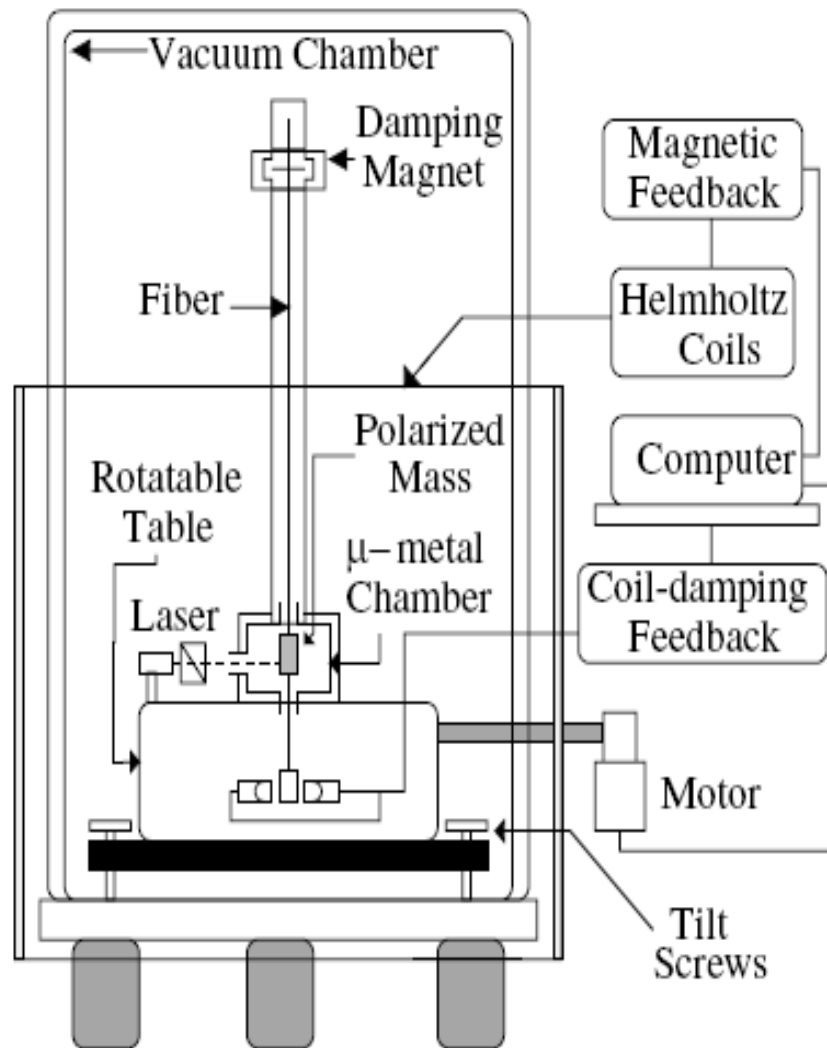 Vacuum Chamber
Damping
Magnet
Magnetic
Feedback
Fiber
Helmholtz
Coils
Polarized
Mass
Computer
Rotatable
Table
μ-metal
Chamber
Laser
Coil-damping
Feedback
Motor
Tilt
Screws